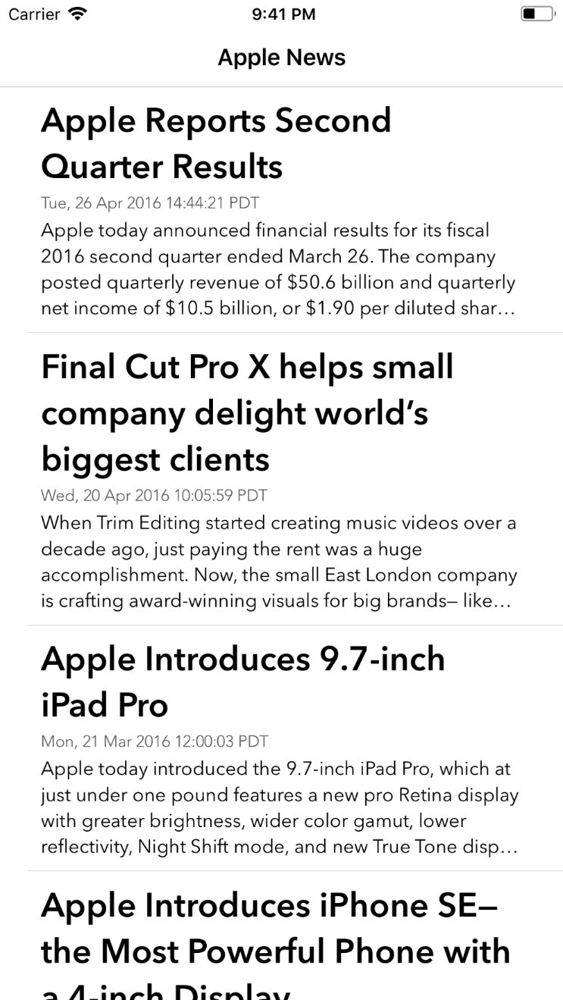 Carrier 9:41 PM
Apple News
Apple Reports Second
Quarter Results
Tue, 26 Apr 2016 14:44:21 PDT
Apple today announced financial results for its fiscal
2016 second quarter ended March 26. The company
posted quarterly revenue of $50.6 billion and quarterly
net income of $10.5 billion, or $1.90 per diluted shar…
Final Cut Pro X helps small
company delight world’s
biggest clients
Wed, 20 Apr 2016 10:05:59 PDT
When Trim Editing started creating music videos over a
decade ago, just paying the rent was a huge
accomplishment. Now, the small East London company
is crafting award-winning visuals for big brands— like…
Apple Introduces 9.7-inch
iPad Pro
Mon, 21 Mar 2016 12:00:03 PDT
Apple today introduced the 9.7-inch iPad Pro, which at
just under one pound features a new pro Retina display
with greater brightness, wider color gamut, lower
reflectivity, Night Shift mode, and new True Tone disp…
Apple Introduces iPhone SE—
the Most Powerful Phone with
a 4-inch Display